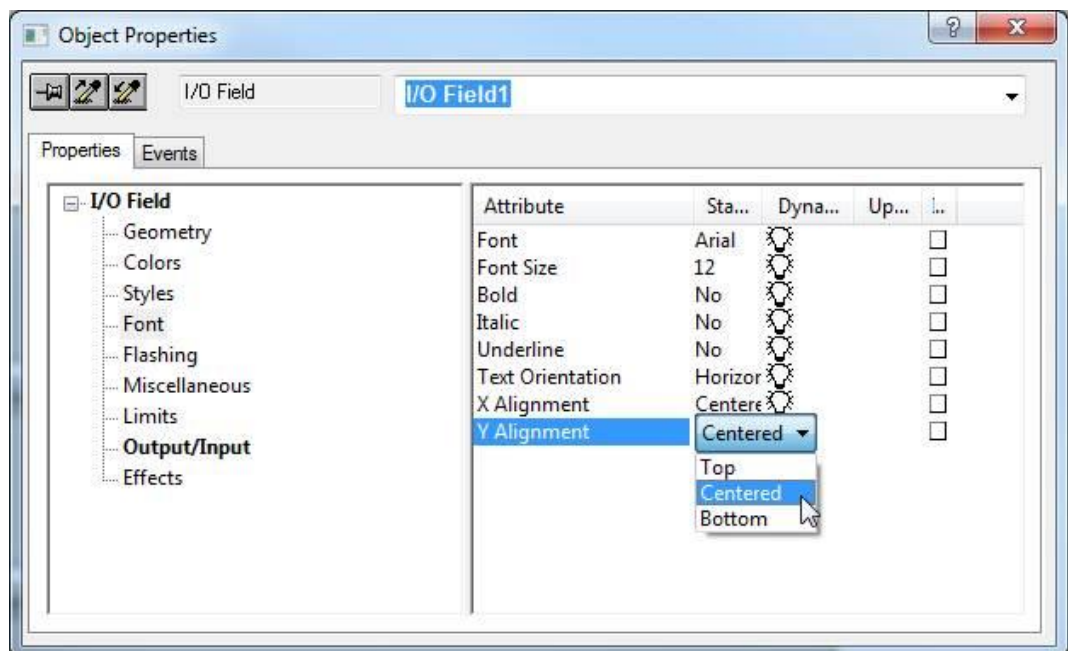 Object Properties
I/O Field I/O Field1
Properties Events
I/O Field
Geometry
Colors
Styles
Font
Flashing
Miscellaneous
Limits
Output/Input
Effects
Attribute Sta... Dyna... Up... I...
Font Arial
Font Size 12
Bold No
Italic No
Underline No
Text Orientation Horizor
X Alignment Centere
Y Alignment Centered
Top
Centered
Bottom